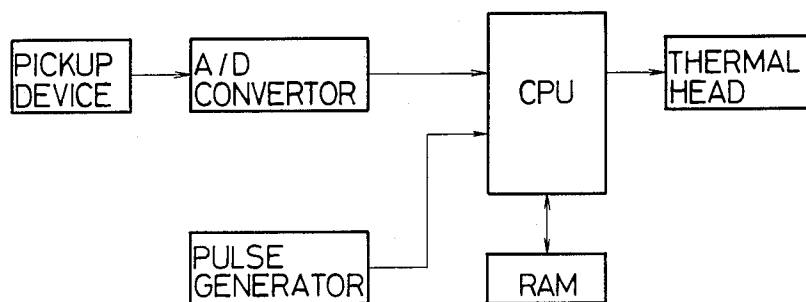 PICKUP
DEVICE
A/D
CONVERTOR
CPU
THERMAL
HEAD
PULSE
GENERATOR
RAM